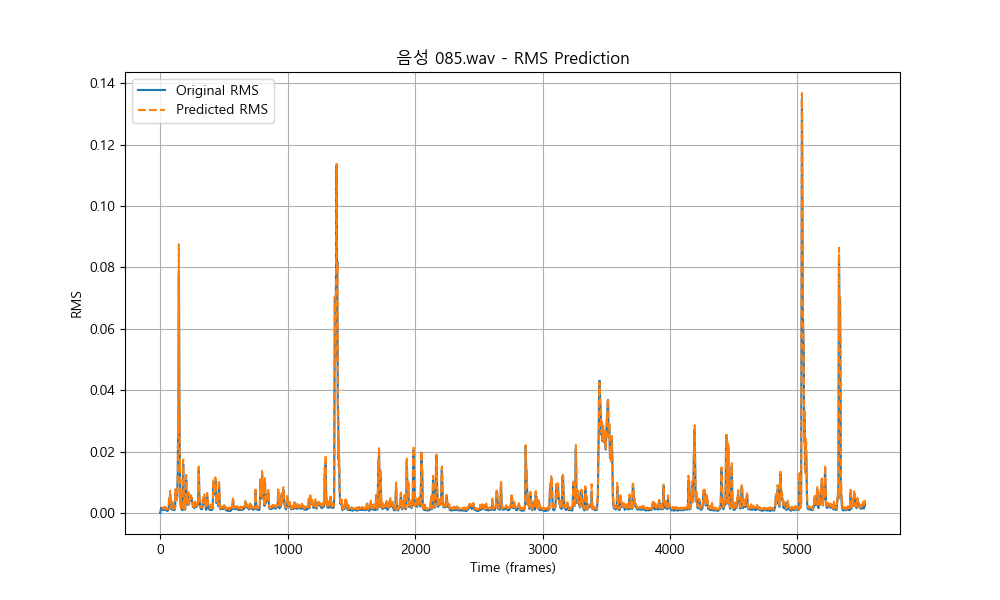 음성 085.wav - RMS Prediction
Original RMS
Predicted RMS
0.14
0.12
0.10
0.08
0.06
0.04
0.02
0.00
RMS
0 1000 2000 3000 4000 5000
Time (frames)